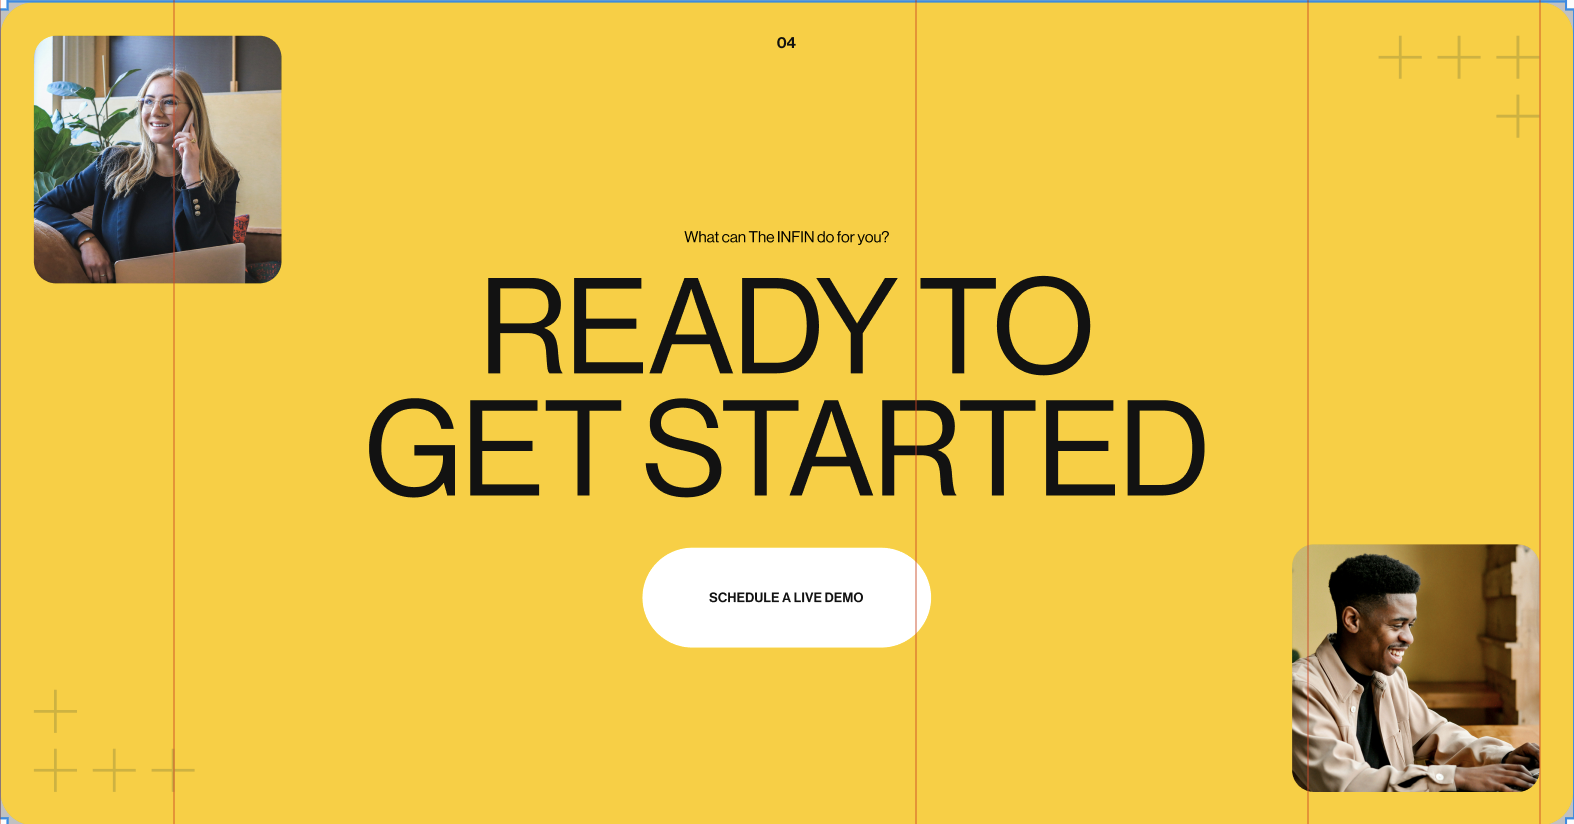 04
What can The INFIN do for you?
READY TO
GET STARTED
SCHEDULE A LIVE DEMO